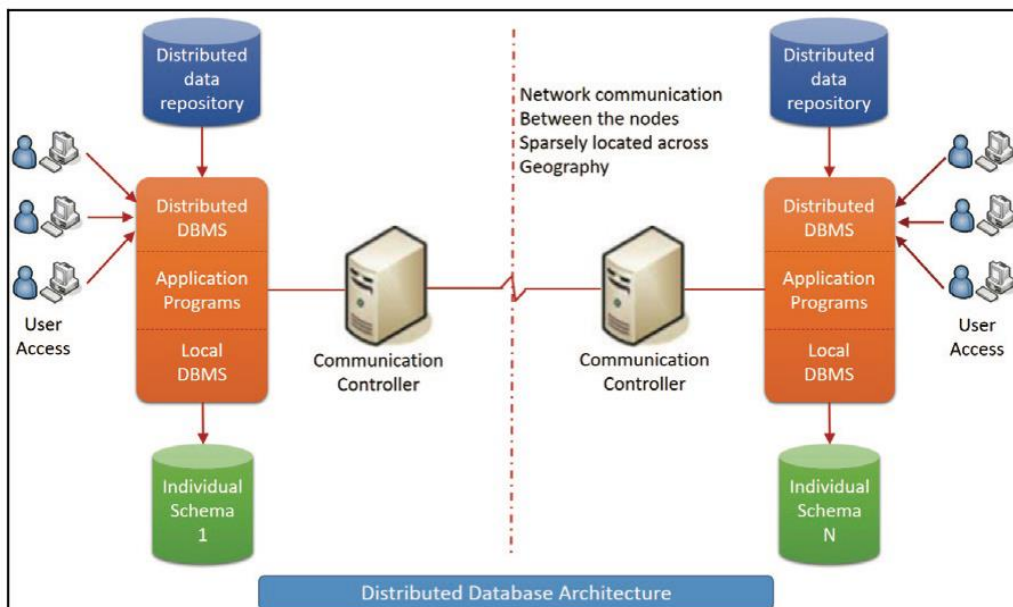 Distributed
data
repository
Distributed
data
repository
Network communication
Between the nodes
Sparsely located across
Geography
Distributed
DBMS
Application
Programs
Local
DBMS
User
Access
Communication
Controller
Communication
Controller
Distributed
DBMS
Application
Programs
Local
DBMS
User
Access
Individual
Schema
1
Individual
Schema
N
Distributed Database Architecture